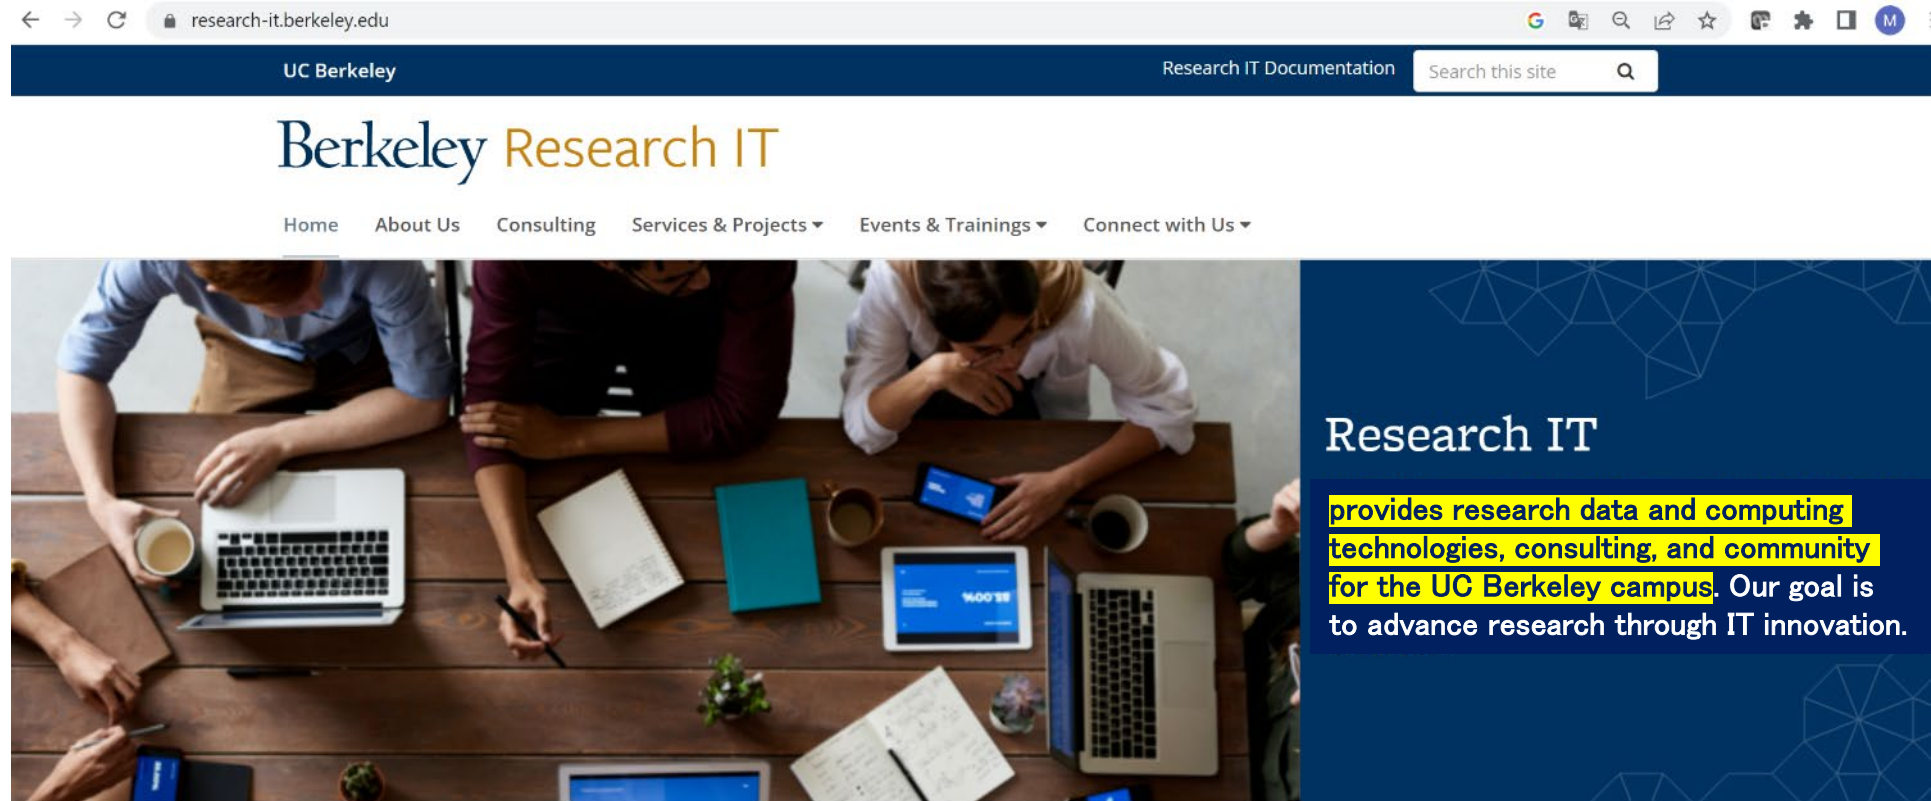 research-it.berkeley.edu
M
UC Berkeley
Research IT Documentation
Search this site
Berkeley Research IT
Home About Us Consulting Services & Projects Events & Trainings Connect with Us
Research IT
provides research data and computing
technologies, consulting, and community
for the UC Berkeley campus. Our goal is
to advance research through IT innovation.